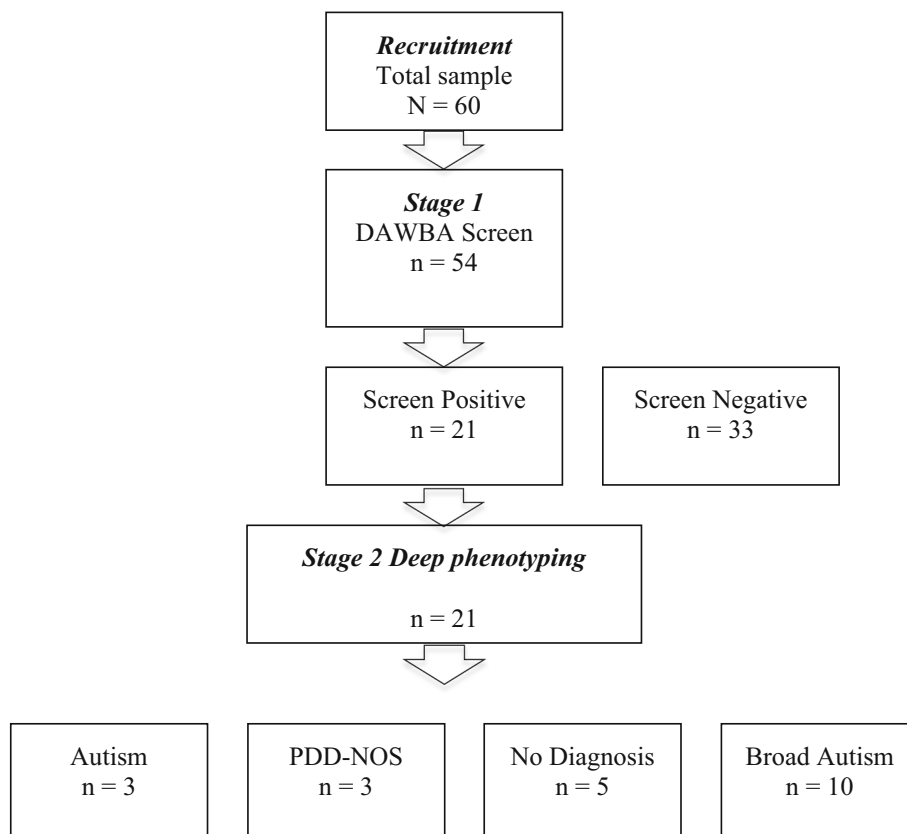 Recruitment
Total sample
N = 60
Stage 1
DAWBA Screen
n = 54
Screen Positive
n = 21
Screen Negative
n = 33
Stage 2 Deep phenotyping
n = 21
Autism
n = 3
PDD-NOS
n = 3
No Diagnosis
n = 5
Broad Autism
n = 10